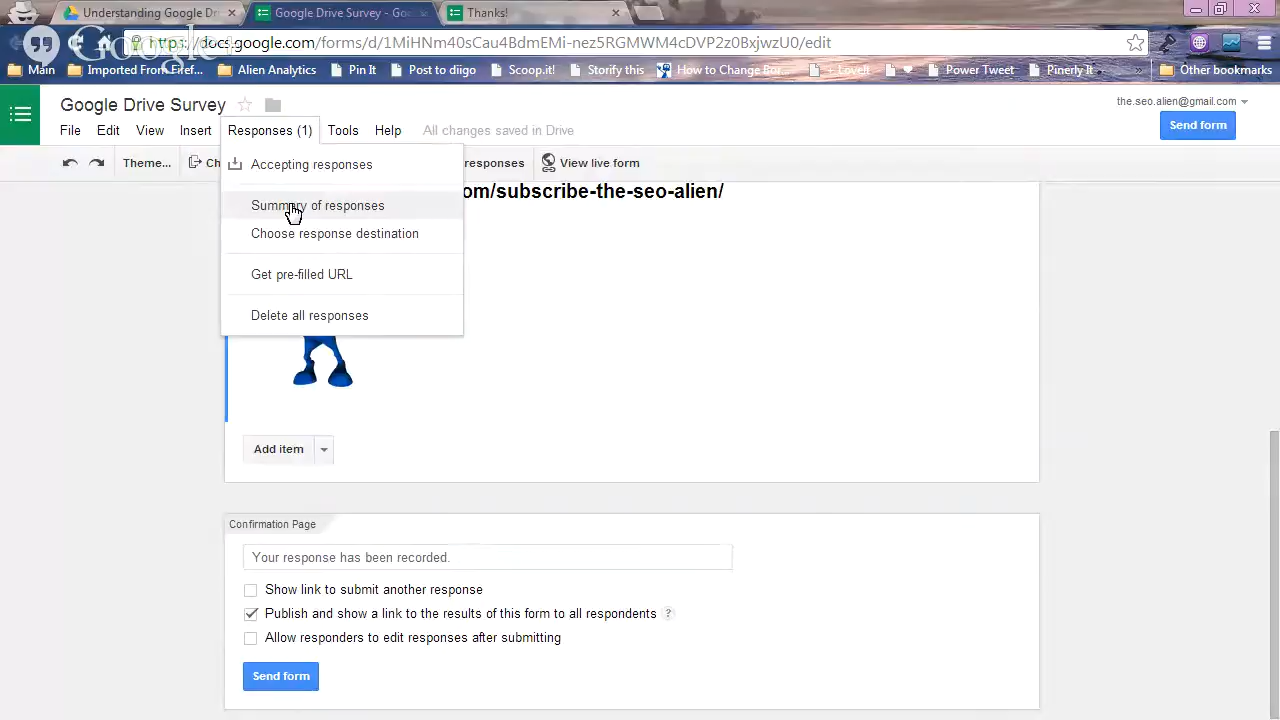 Understanding Google Dri
Google Drive Survey - Go
Thanks!
Google
https://docs.google.com/forms/d/1MiHNm40sCau4BdmEMi-nez5RGMWM4cDVP2z0BxjwzU0/edit
Main
Imported From Firef...
Alien Analytics
Pin It
Post to diigo
Scoop.it!
Storify this
How to Change Bor...
Power Tweet
Pinerly It
»
Other bookmarks
Google Drive Survey
the.seo.alien@gmail.com
File
Edit
View
Insert
Responses (1)
Tools
Help
All changes saved in Drive
Send form
Theme...
Ch
responses
View live form
Accepting responses
Summary of responses
Choose response destination
Get pre-filled URL
Delete all responses
om/subscribe-the-seo-alien/
Add item
Confirmation Page
Your response has been recorded.
Show link to submit another response
Publish and show a link to the results of this form to all respondents ?
Allow responders to edit responses after submitting
Send form